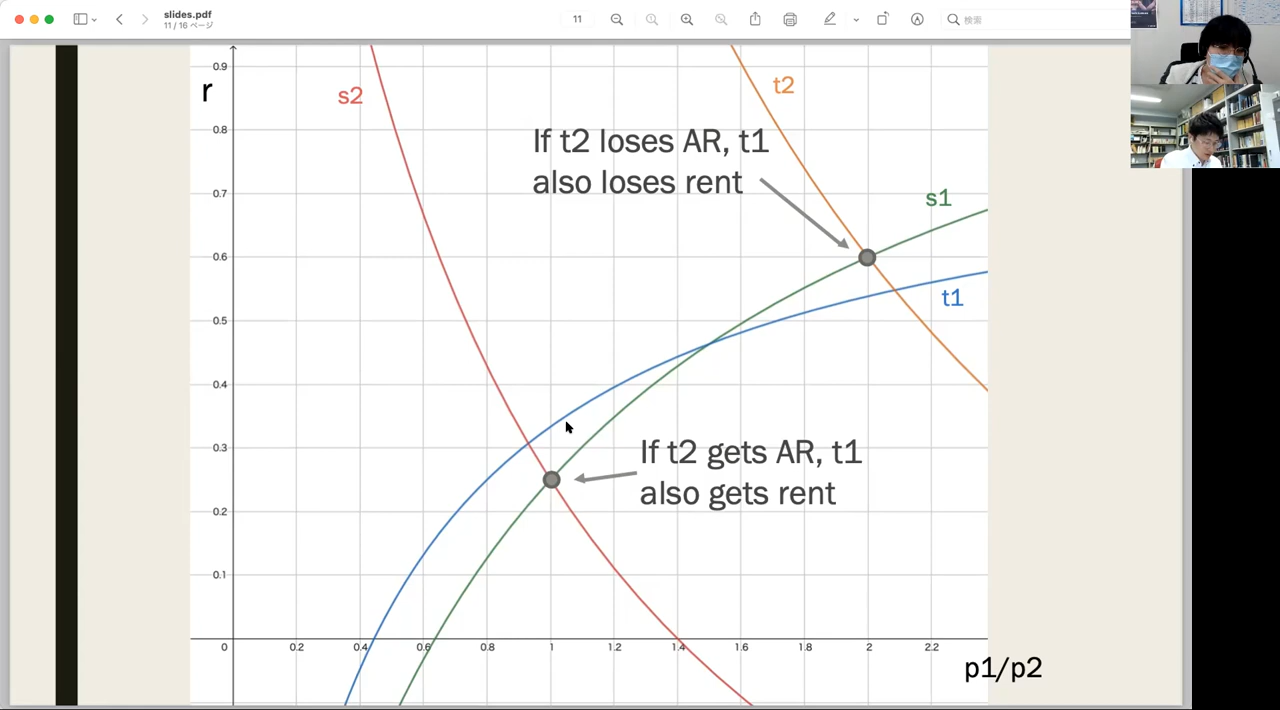 slides.pdf
11 / 16 ページ
11
検索
r
0.9
0.8
0.7
0.6
0.5
0.4
0.3
0.2
0.1
s2
t2
If t2 loses AR, t1
also loses rent
s1
t1
If t2 gets AR, t1
also gets rent
0
0.2
0.4
0.6
0.8
1
1.2
1.4
1.6
1.8
2
2.2
p1/p2